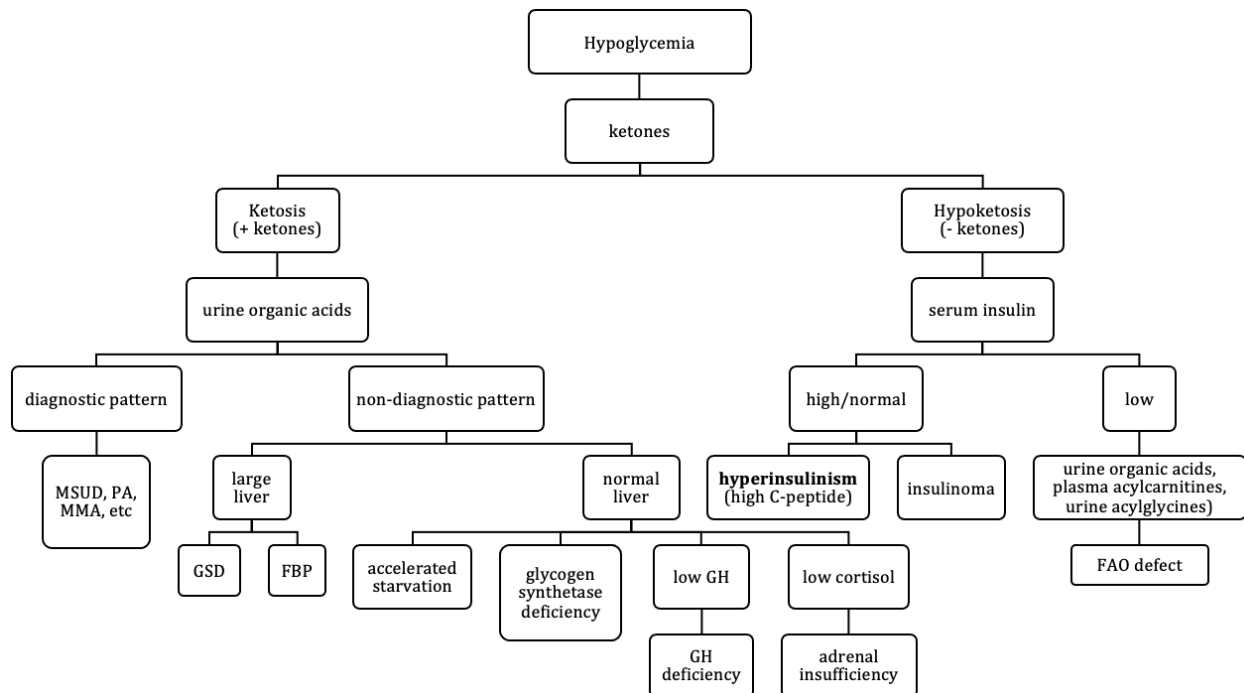 Hypoglycemia
ketones
Ketosis
(+ ketones)
Hypoketosis
(- ketones)
urine organic acids
serum insulin
diagnostic pattern
non-diagnostic pattern
high/normal
low
MSUD, PA,
MMA, etc
large
liver
normal
liver
hyperinsulinism
(high C-peptide)
insulinoma
urine organic acids,
plasma acylcarnitines,
urine acylglycines)
GSD
FBP
accelerated
starvation
glycogen
synthetase
deficiency
low GH
low cortisol
FAO defect
GH
deficiency
adrenal
insufficiency